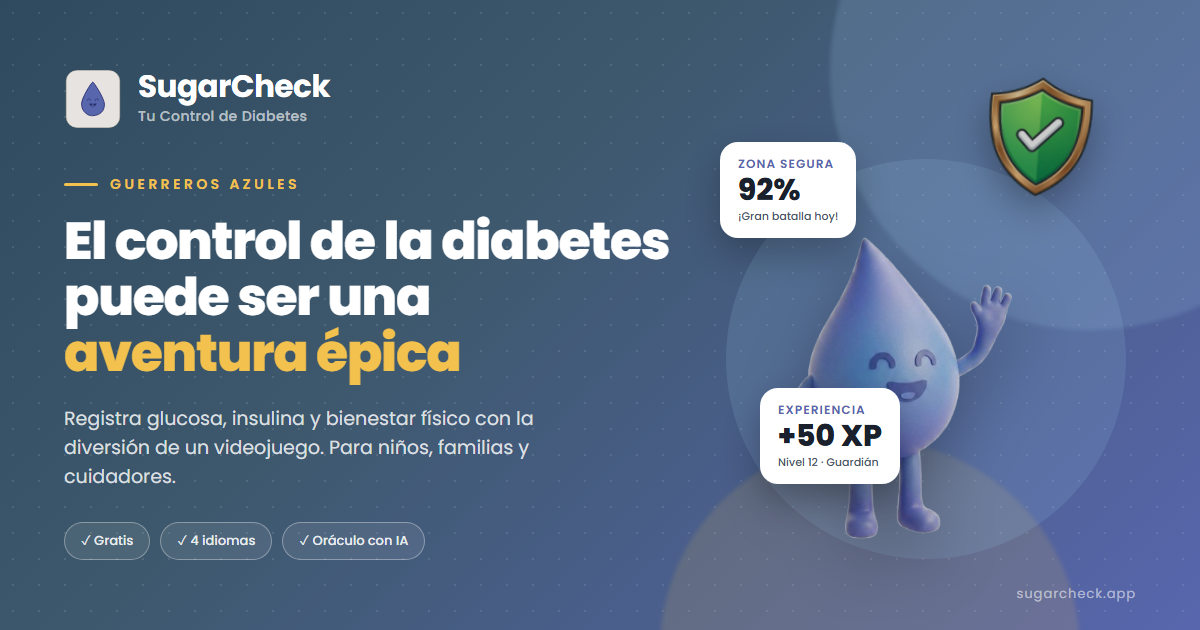 SugarCheck
Tu Control de Diabetes
GUERREROS AZULES
El control de la diabetes
puede ser una
aventura épica
Registra glucosa, insulina y bienestar físico con la
diversión de un videojuego. Para niños, familias y
cuidadores.
✓ Gratis
✓ 4 idiomas
✓ Oráculo con IA
ZONA SEGURA
92%
¡Gran batalla hoy!
EXPERIENCIA
+50 XP
Nivel 12 · Guardián
sugarcheck.app